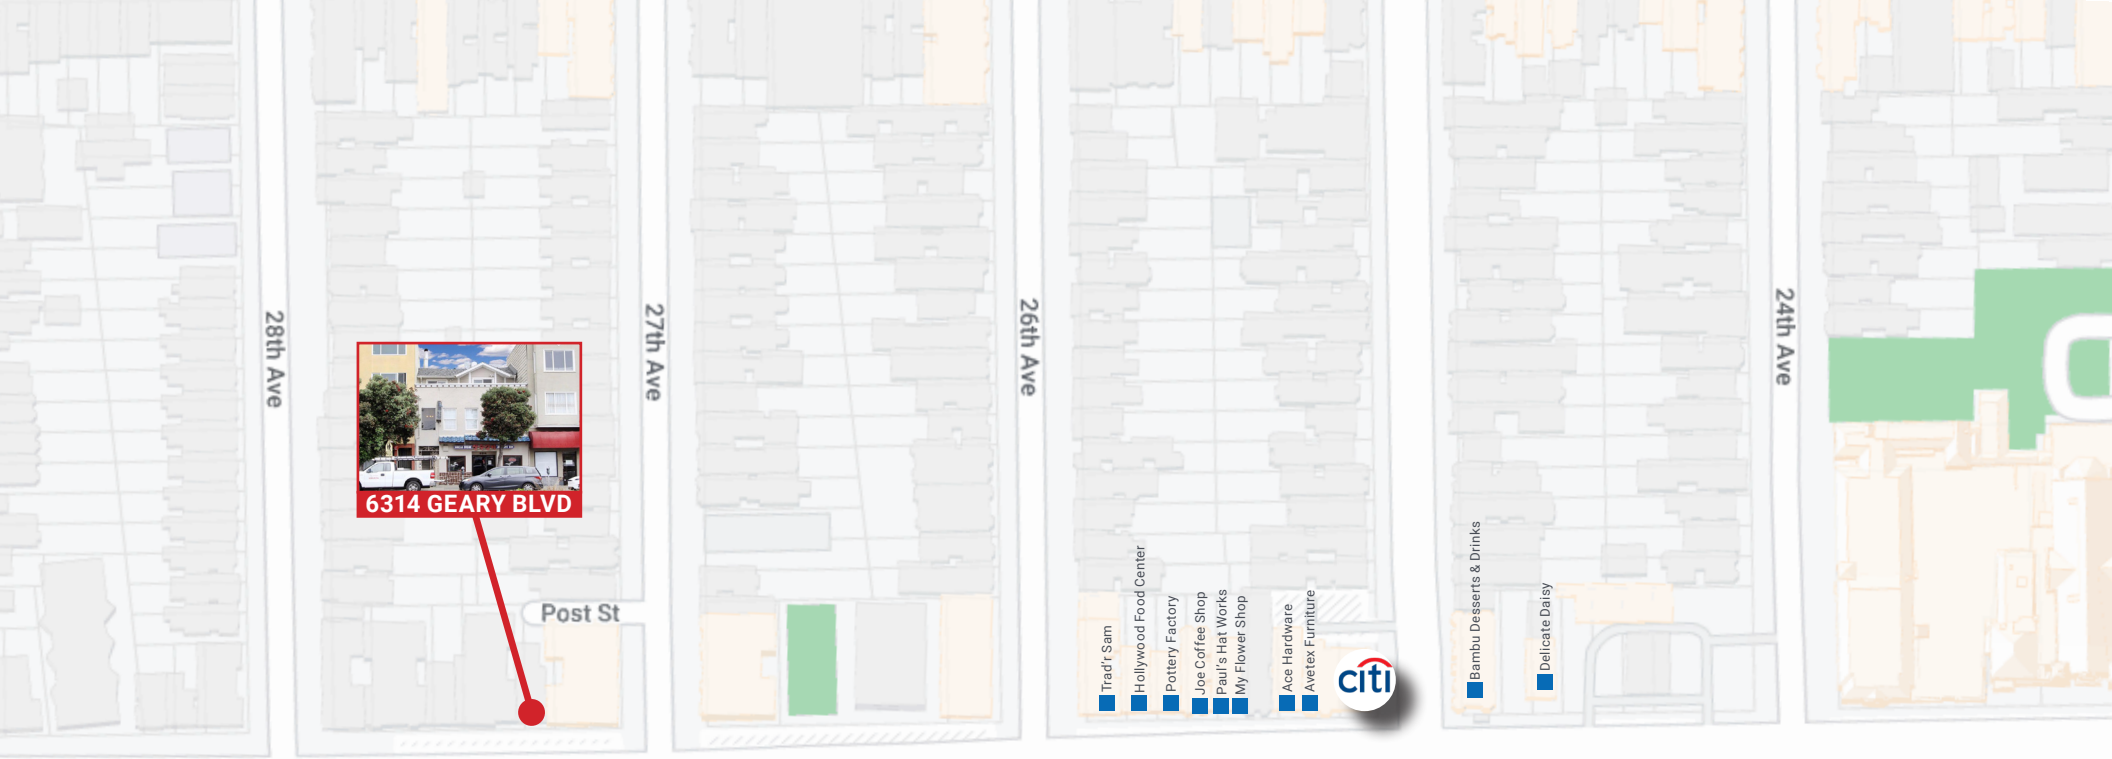 28th Ave
27th Ave
26th Ave
24th Ave
6314 GEARY BLVD
Post St
Trad'r Sam
Hollywood Food Center
Pottery Factory
Joe Coffee Shop
Paul's Hat Works
My Flower Shop
Ace Hardware
Avetex Furniture
citi
Bambu Desserts & Drinks
Delicate Daisy